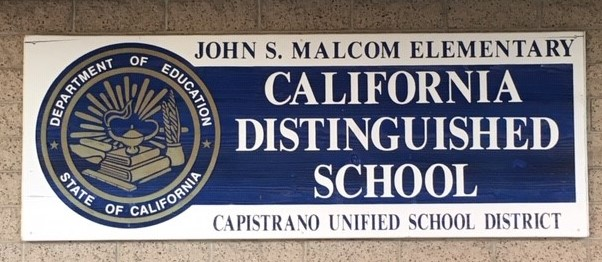 JOHN S. MALCOM ELEMENTARY
DEPARTMENT OF EDUCATION
STATE OF CALIFORNIA
CALIFORNIA
DISTINGUISHED
SCHOOL
CAPISTRANO UNIFIED SCHOOL DISTRICT